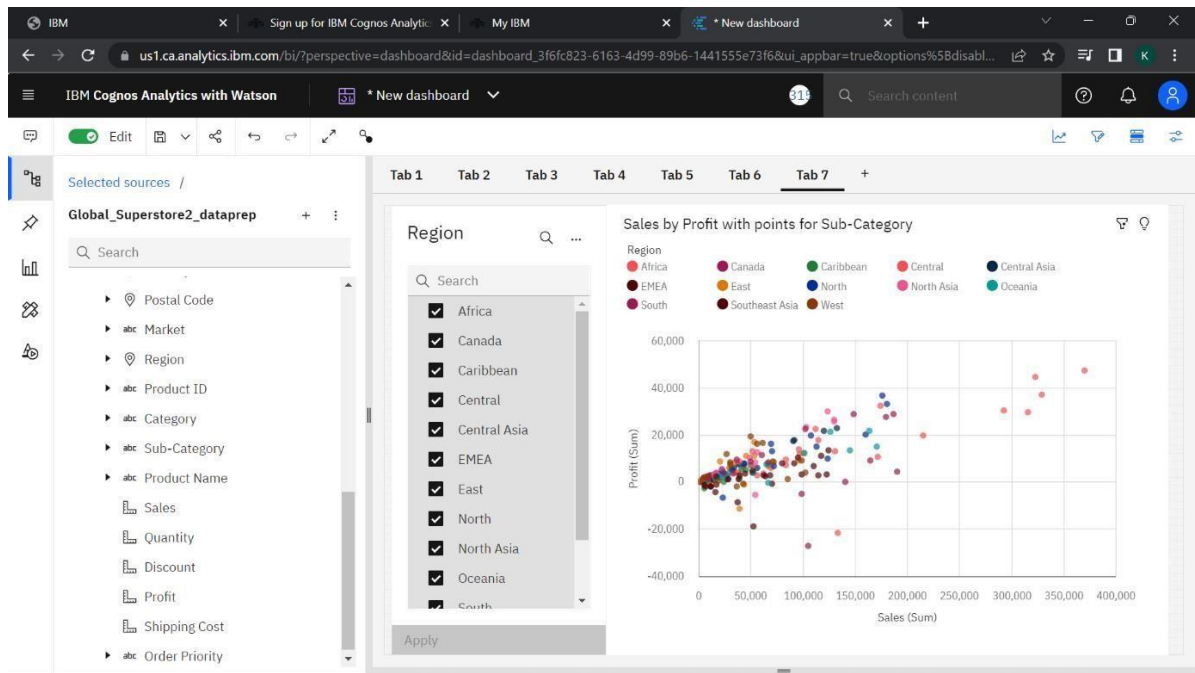 IBM
Sign up for IBM Cognos Analytic
My IBM
* New dashboard
us1.ca.analytics.ibm.com/bi/?perspective=dashboard&id=dashboard_3f6fc823-6163-4d99-89b6-1441555e73f6&ui_appbar=true&options%5Bdisabl...
K
IBM Cognos Analytics with Watson
* New dashboard
Search content
Edit
Selected sources /
Global_Superstore2_dataprep
Search
Postal Code
abc Market
Region
abc Product ID
abc Category
abc Sub-Category
abc Product Name
Sales
Quantity
Discount
Profit
Shipping Cost
abc Order Priority
Tab 1 Tab 2 Tab 3 Tab 4 Tab 5 Tab 6 Tab 7 +
Region
Search
Africa
Canada
Caribbean
Central
Central Asia
EMEA
East
North
North Asia
Oceania
South
Apply
Sales by Profit with points for Sub-Category
Region
Africa Canada Caribbean Central Central Asia
EMEA East North North Asia Oceania
South Southeast Asia West
60,000
40,000
20,000
0
-20,000
-40,000
Profit (Sum)
0 50,000 100,000 150,000 200,000 250,000 300,000 350,000 400,000
Sales (Sum)